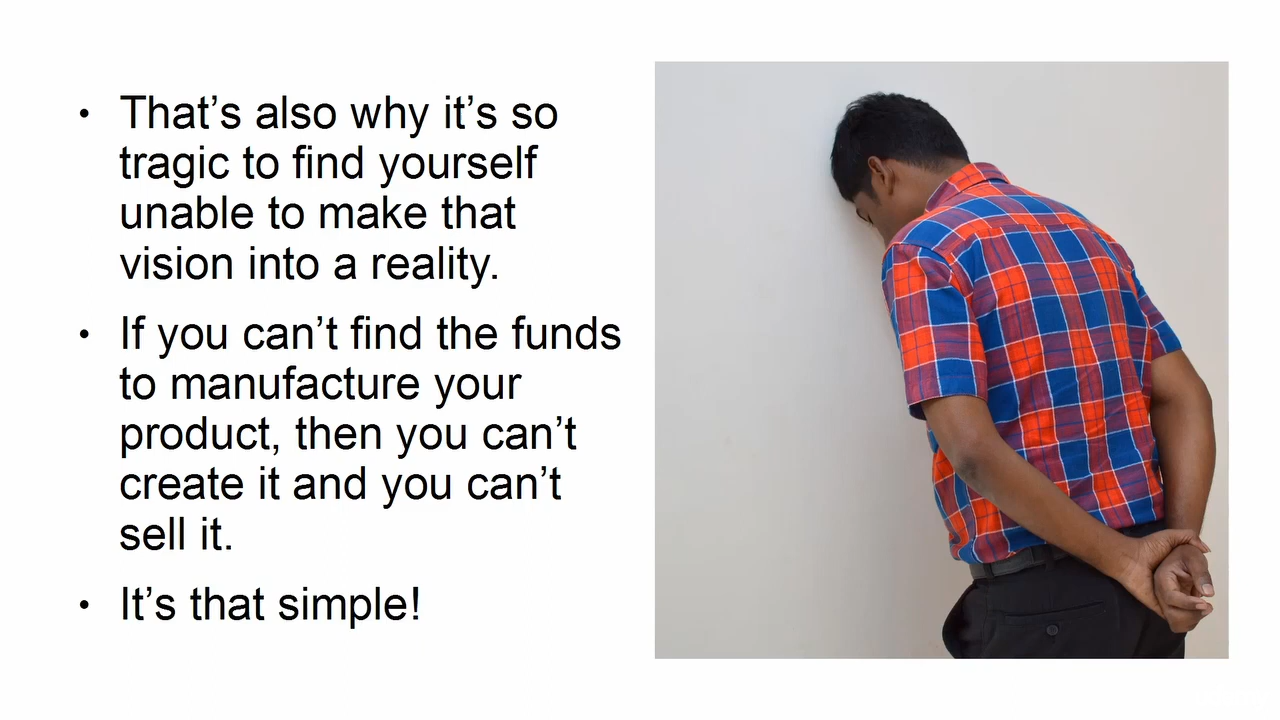 • That’s also why it’s so
tragic to find yourself
unable to make that
vision into a reality.
• If you can’t find the funds
to manufacture your
product, then you can’t
create it and you can’t
sell it.
• It’s that simple!